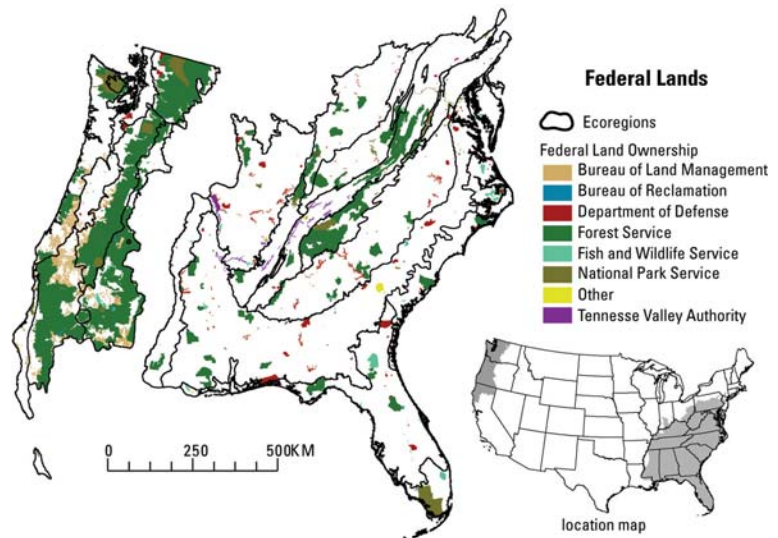 Federal Lands
Ecoregions
Federal Land Ownership
Bureau of Land Management
Bureau of Reclamation
Department of Defense
Forest Service
Fish and Wildlife Service
National Park Service
Other
Tennesse Valley Authority
0 250 500KM
location map